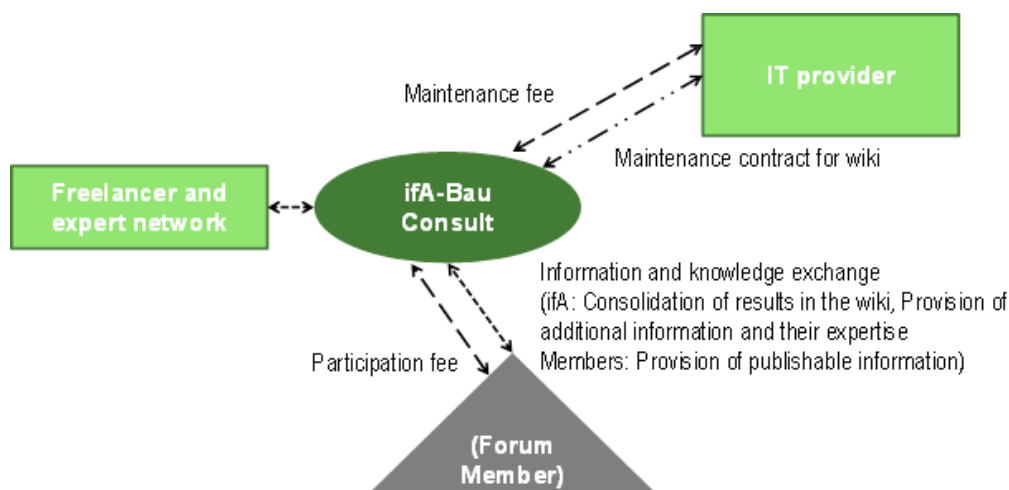 IT provider
Maintenance fee
Maintenance contract for wiki
Freelancer and
expert network
ifA-Bau
Consult
Information and knowledge exchange
(ifA: Consolidation of results in the wiki, Provision of
additional information and their expertise
Members: Provision of publishable information)
Participation fee
(Forum
Member)